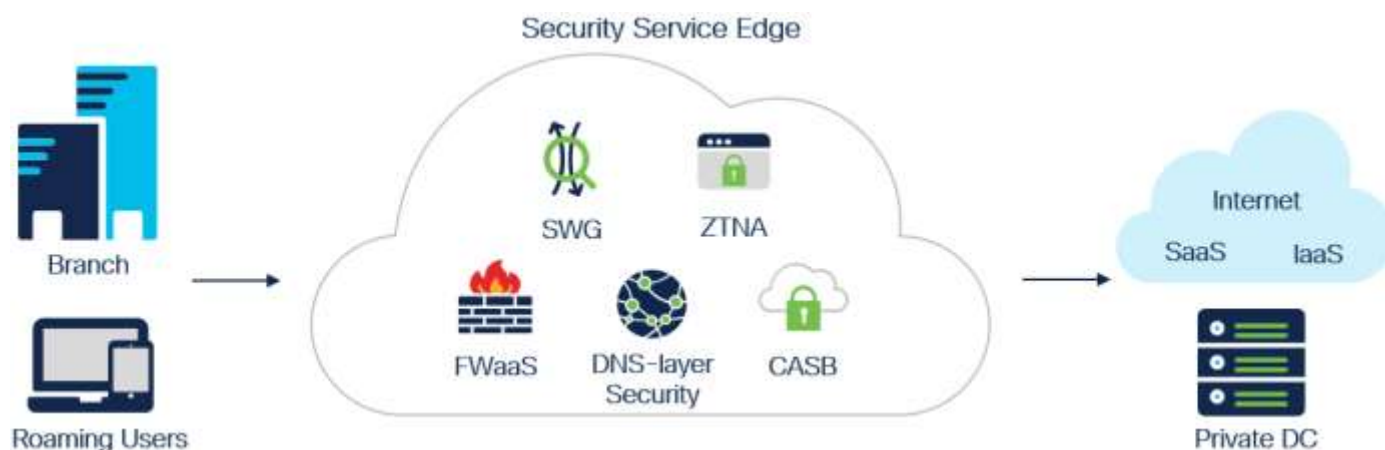 Security Service Edge
Branch
Roaming Users
SWG
ZTNA
FWaaS
DNS-layer
Security
CASB
Internet
SaaS
IaaS
Private DC